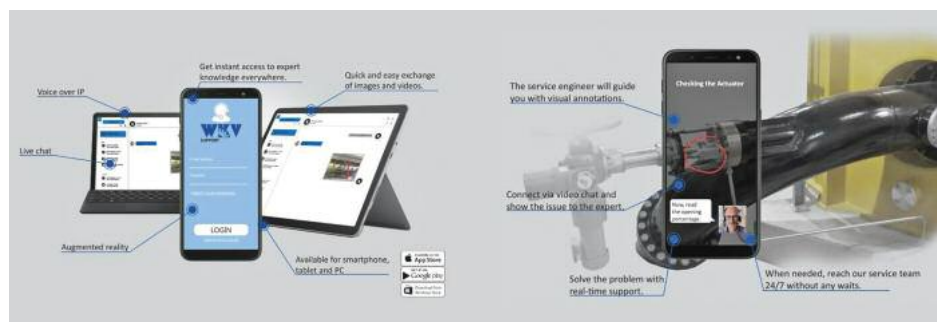 Get instant access to expert
knowledge everywhere.
Quick and easy exchange
of images and videos.
Voice over IP
Live chat
WKV
SUPPORT
LOGIN
Augmented reality
Available for smartphone,
tablet and PC
App Store
Google play
The service engineer will guide
you with visual annotations.
Checking the Actuator
Connect via video chat and
show the issue to the expert.
Now, read
the opening
percentage.
Solve the problem with
real-time support.
When needed, reach our service team
24/7 without any waits.